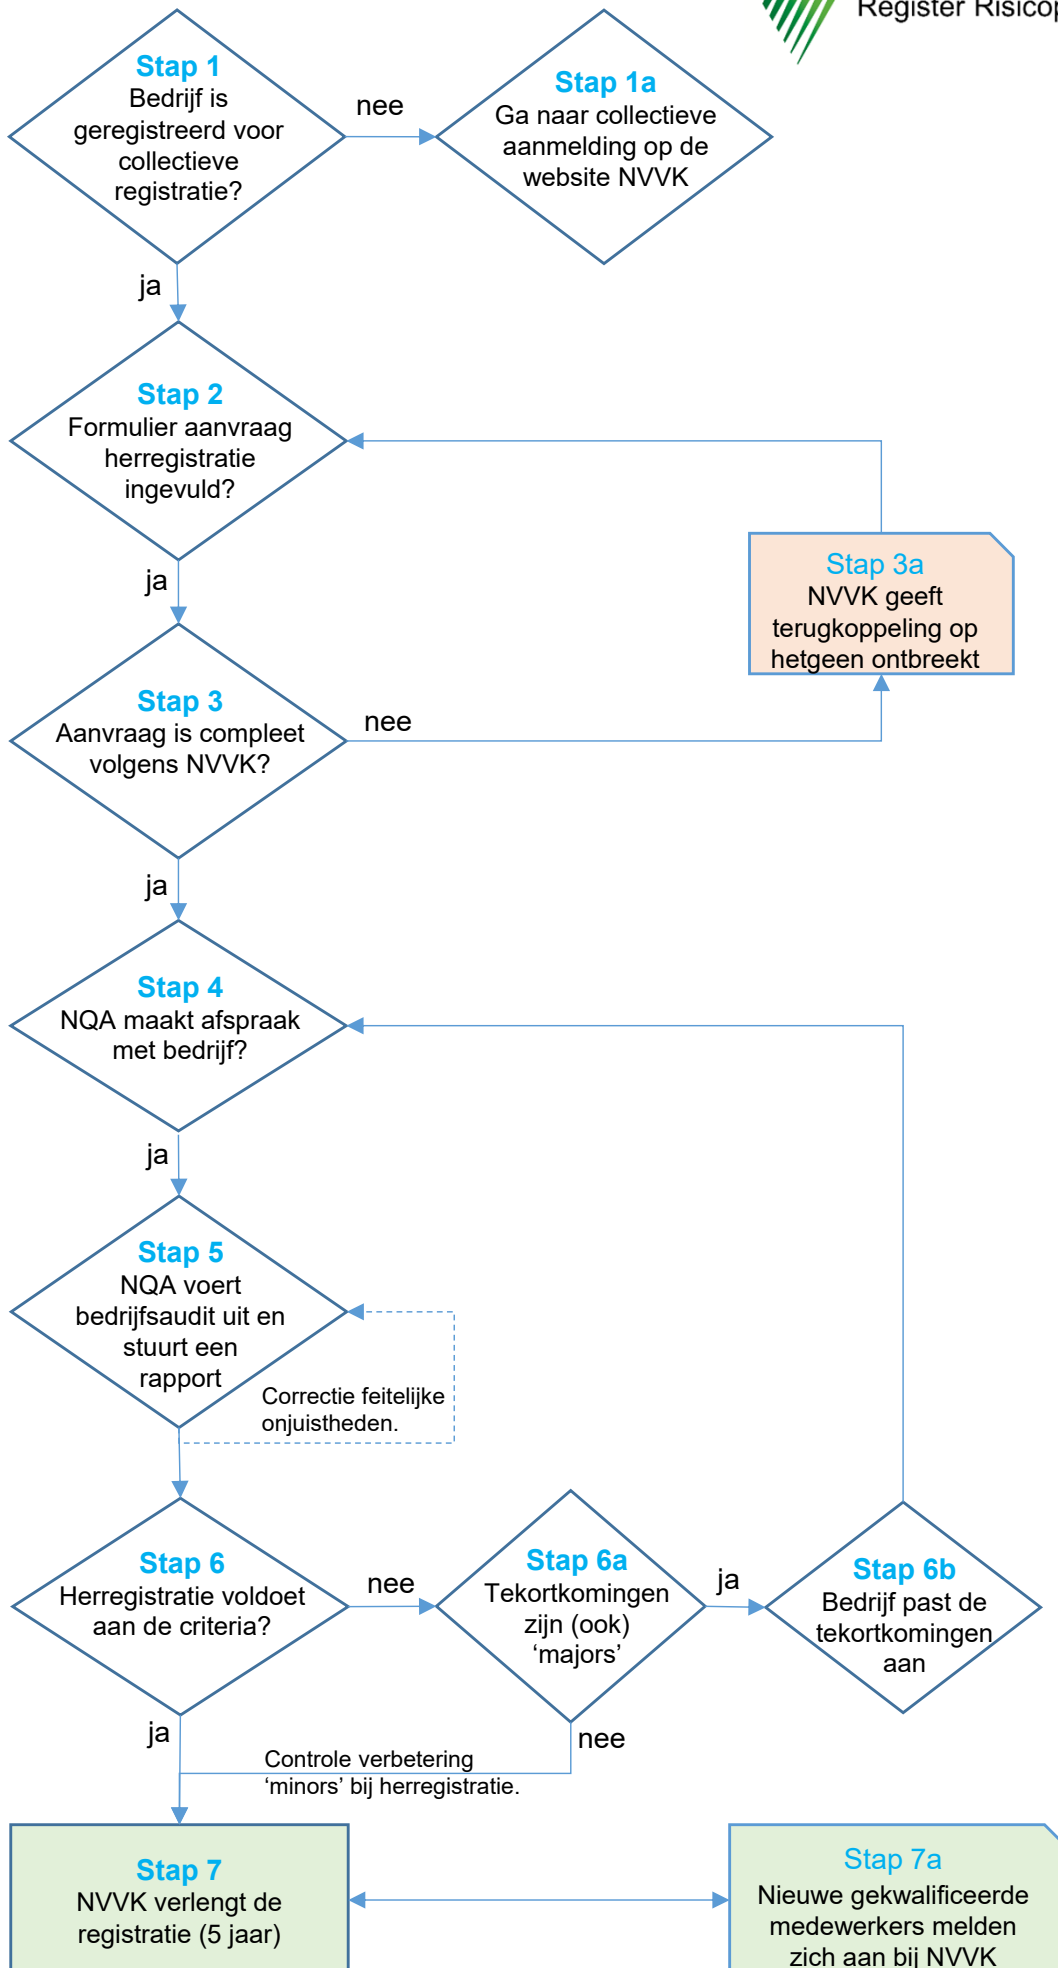 Register
Stap 1
Bedrijf is
geregistreerd voor
collectieve
registratie?
nee
Stap 1a
Ga naar collectieve
aanmelding op de
website NVVK
ja
Stap 2
Formulier aanvraag
herregistratie
ingevuld?
ja
Stap 3a
NVVK geeft
terugkoppeling op
hetgeen ontbreekt
Stap 3
Aanvraag is compleet
volgens NVVK?
nee
ja
Stap 4
NQA maakt afspraak
met bedrijf?
ja
Stap 5
NQA voert
bedrijfsaudit uit en
stuurt een
rapport
Correctie feitelijke
onjuistheden.
Stap 6
Herregistratie voldoet
aan de criteria?
nee
Stap 6a
Tekortkomingen
zijn (ook)
‘majors’
ja
Stap 6b
Bedrijf past de
tekortkomingen
aan
ja
nee
Controle verbetering
‘minors’ bij herregistratie.
Stap 7
NVVK verlengt de
registratie (5 jaar)
Stap 7a
Nieuwe gekwalificeerde
medewerkers melden
zich aan bij NVVK